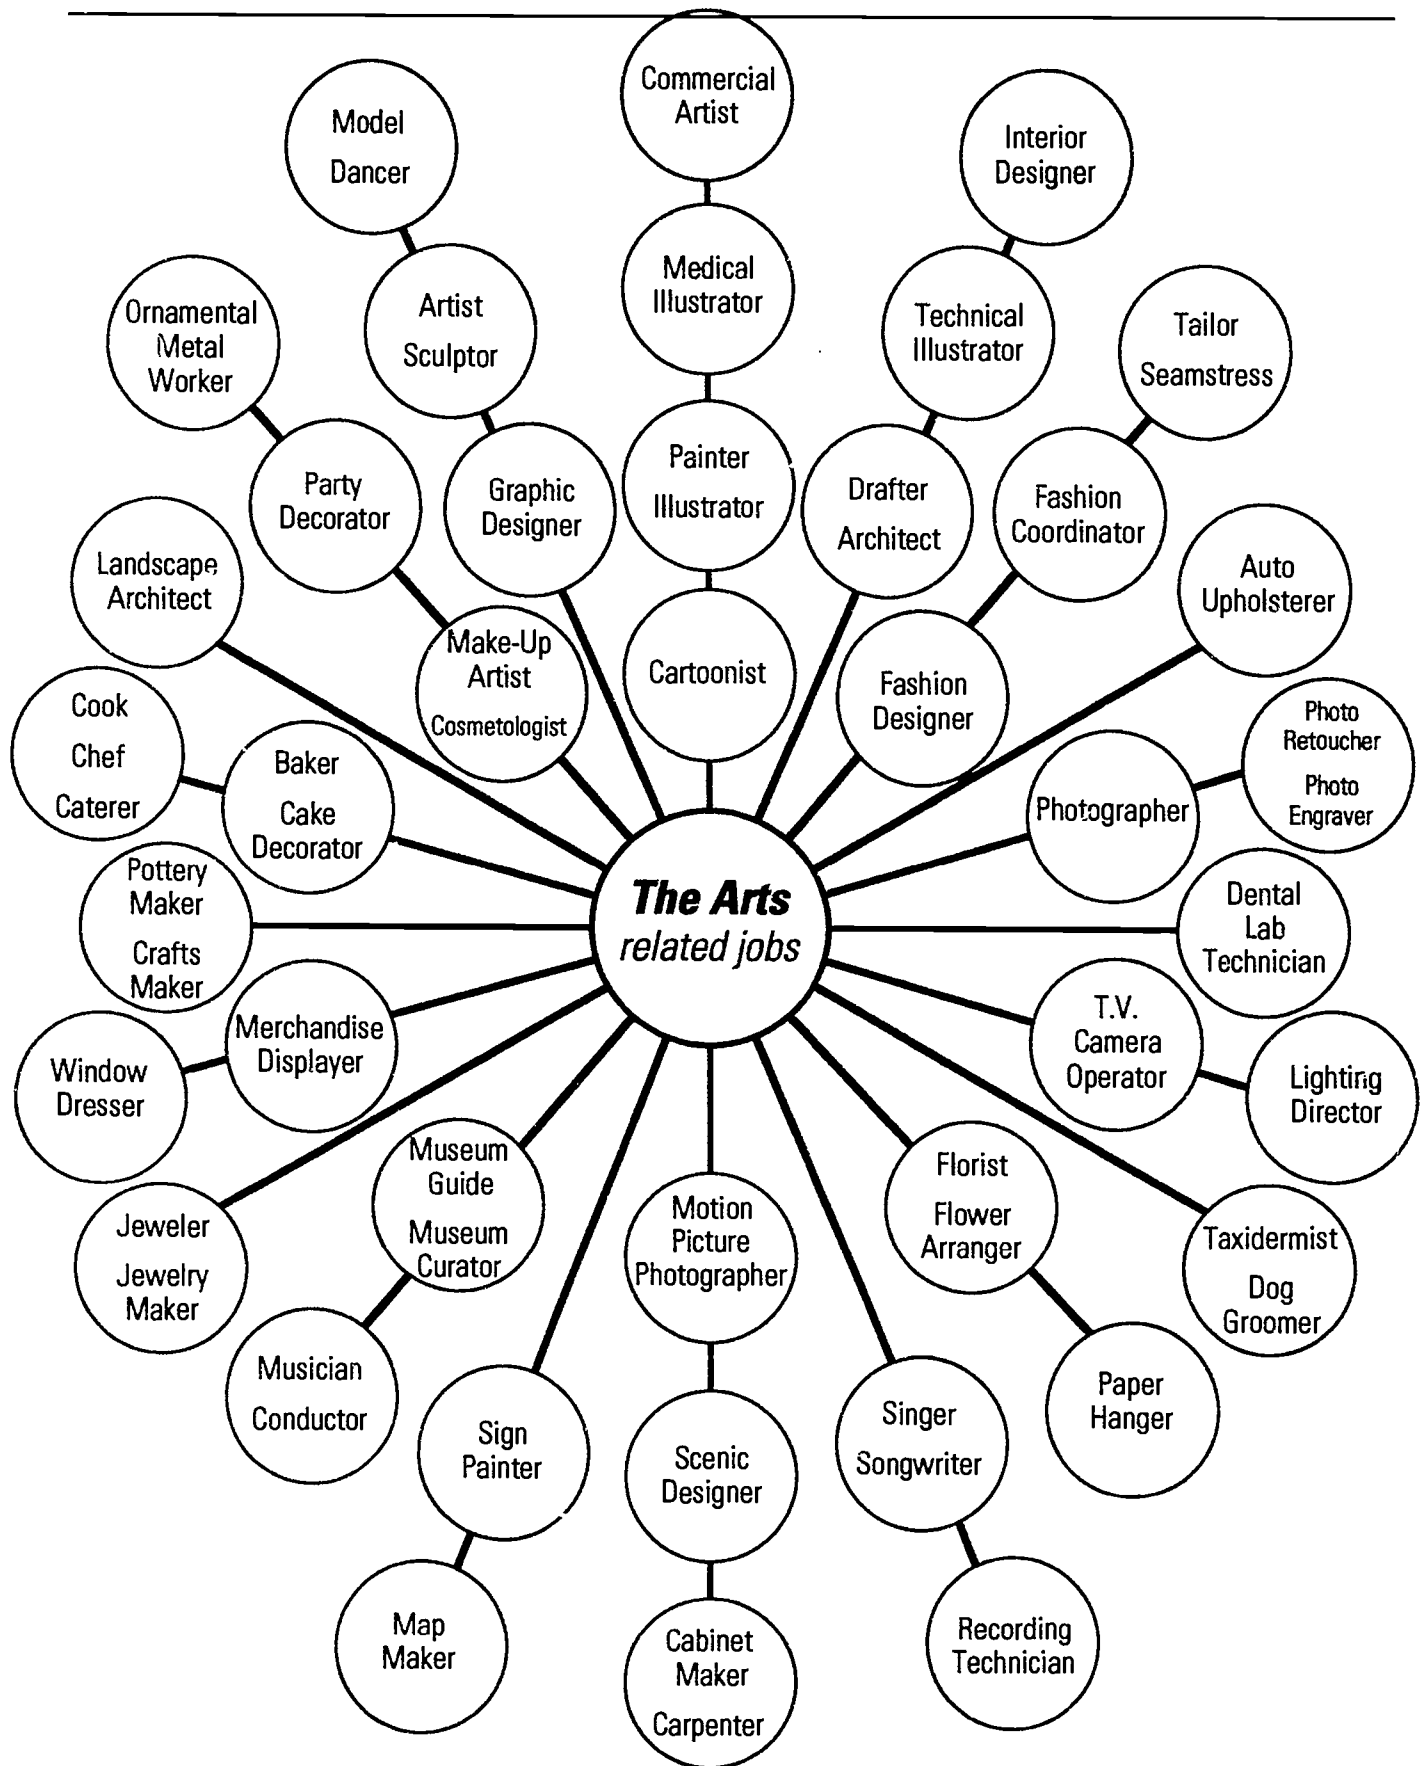 Commercial
Artist
Model
Dancer
Interior
Designer
Medical
Illustrator
Artist
Sculptor
Technical
Illustrator
Ornamental
Metal
Worker
Tailor
Seamstress
Painter
Illustrator
Party
Decorator
Graphic
Designer
Drafter
Architect
Fashion
Coordinator
Landscape
Architect
Auto
Upholsterer
Make-Up
Artist
Cosmetologist
Cartoonist
Fashion
Designer
Cook
Chef
Caterer
Baker
Cake
Decorator
Photographer
Photo
Retoucher
Photo
Engraver
Pottery
Maker
Crafts
Maker
The Arts
related jobs
Dental
Lab
Technician
Merchandise
Displayer
T.V.
Camera
Operator
Window
Dresser
Lighting
Director
Museum
Guide
Museum
Curator
Motion
Picture
Photographer
Florist
Flower
Arranger
Jeweler
Jewelry
Maker
Taxidermist
Dog
Groomer
Musician
Conductor
Sign
Painter
Scenic
Designer
Singer
Songwriter
Paper
Hanger
Map
Maker
Cabinet
Maker
Carpenter
Recording
Technician